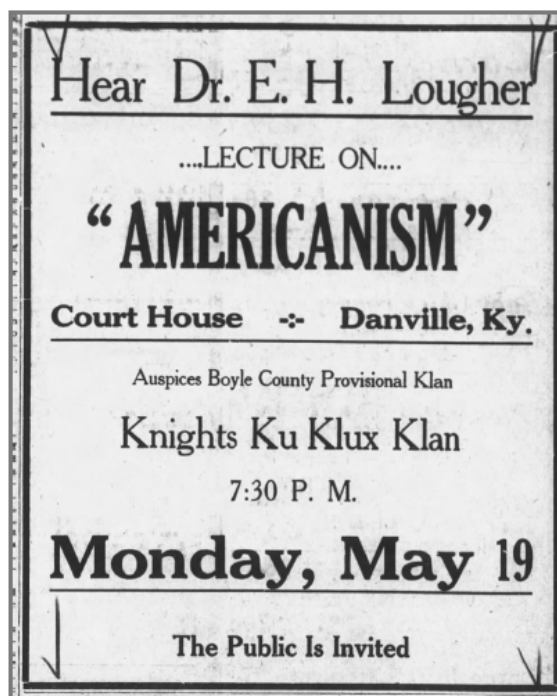 Hear Dr. E. H. Lougher
....LECTURE ON....
"AMERICANISM"
Court House -:- Danville, Ky.
Auspices Boyle County Provisional Klan
Knights Ku Klux Klan
7:30 P. M.
Monday, May 19
The Public Is Invited